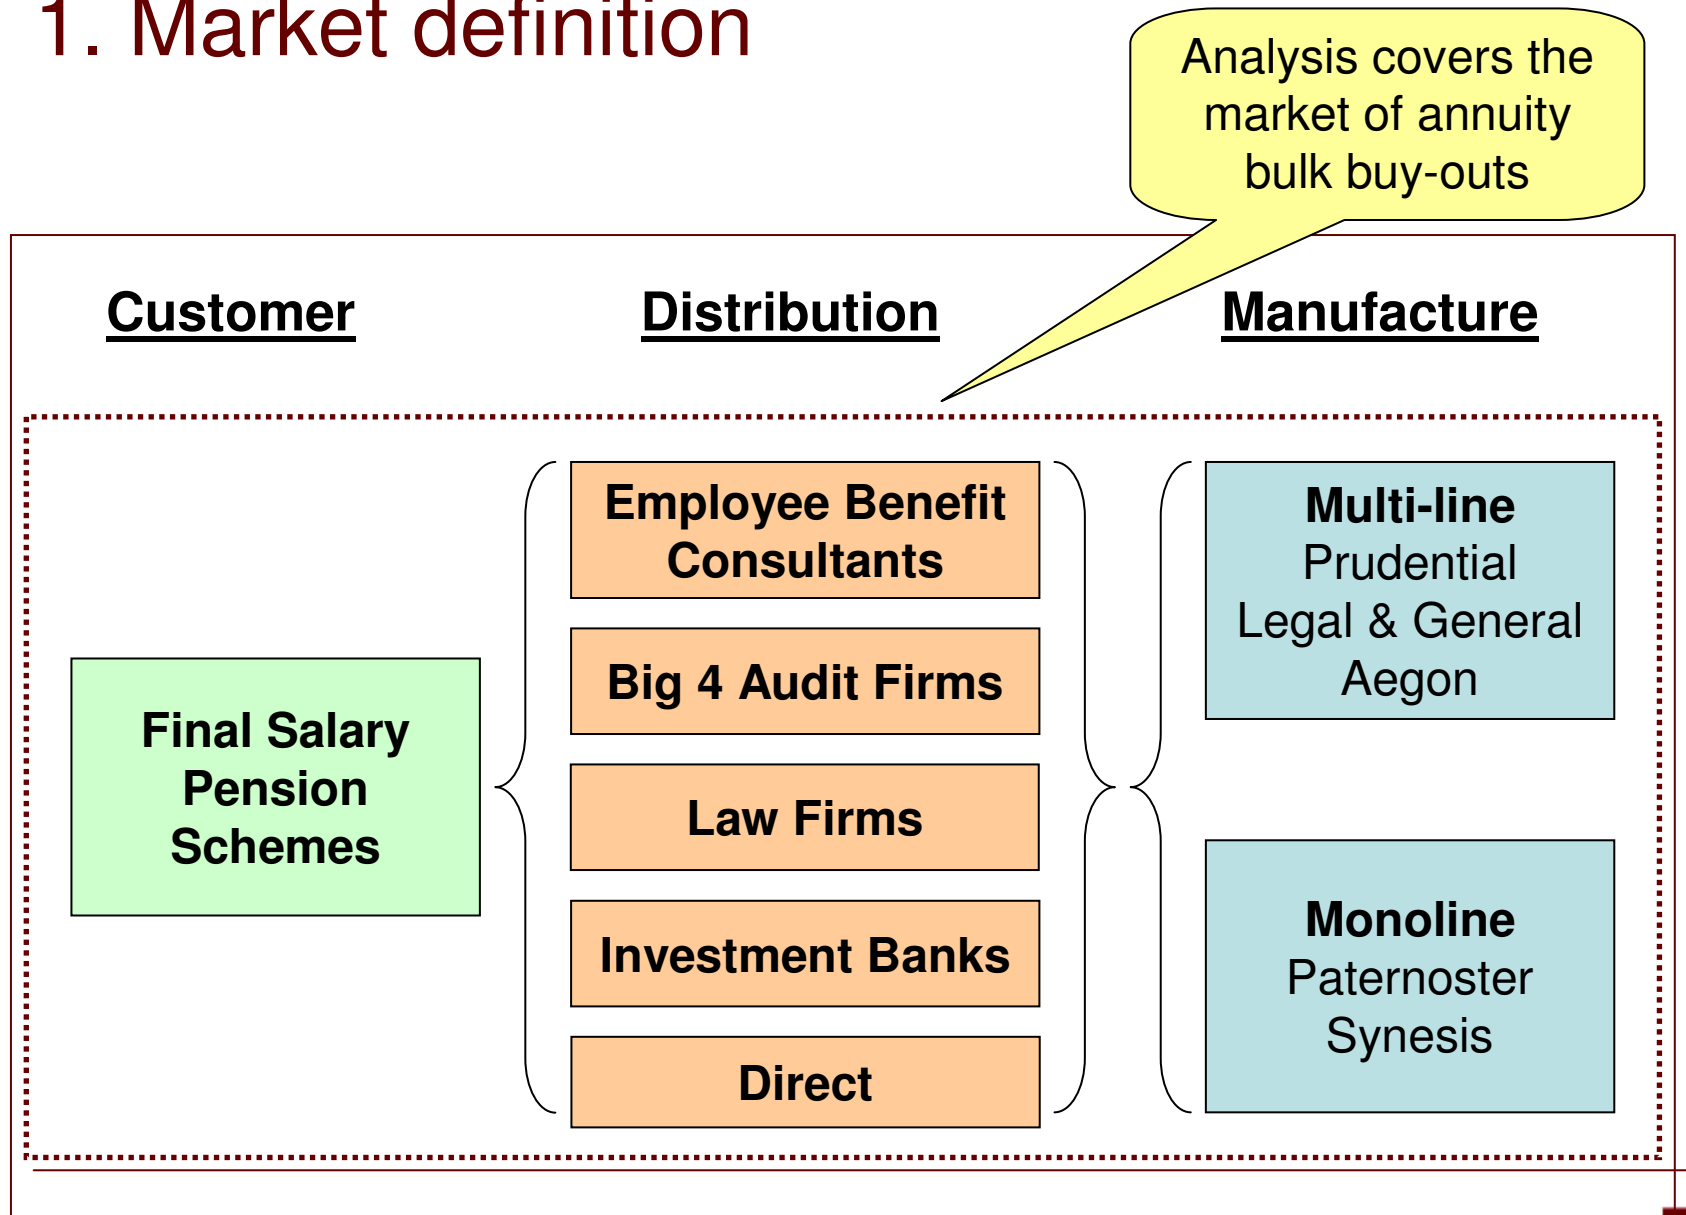 1. Market definition
Analysis covers the
market of annuity
bulk buy-outs
Customer
Distribution
Manufacture
Final Salary
Pension
Schemes
Employee Benefit
Consultants
Big 4 Audit Firms
Law Firms
Investment Banks
Direct
Multi-line
Prudential
Legal & General
Aegon
Monoline
Paternoster
Synesis